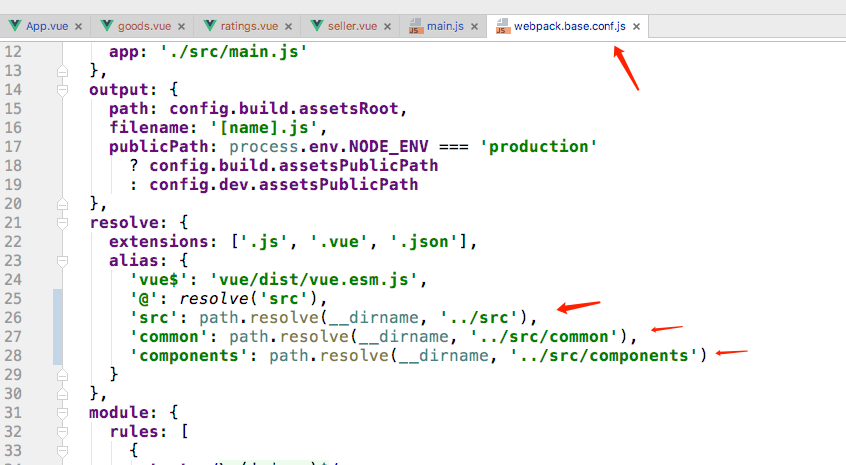 App.vue × goods.vue × ratings.vue × seller.vue × main.js × webpack.base.conf.js ×
12 app: './src/main.js'
13 },
14 output: {
15 path: config.build.assetsRoot,
16 filename: '[name].js',
17 publicPath: process.env.NODE_ENV === 'production'
18 ? config.build.assetsPublicPath
19 : config.dev.assetsPublicPath
20 },
21 resolve: {
22 extensions: ['.js', '.vue', '.json'],
23 alias: {
24 'vue$': 'vue/dist/vue.esm.js',
25 '@': resolve('src'),
26 'src': path.resolve(__dirname, '../src'),
27 'common': path.resolve(__dirname, '../src/common'),
28 'components': path.resolve(__dirname, '../src/components')
29 }
30 },
31 module: {
32 rules: [
33 {